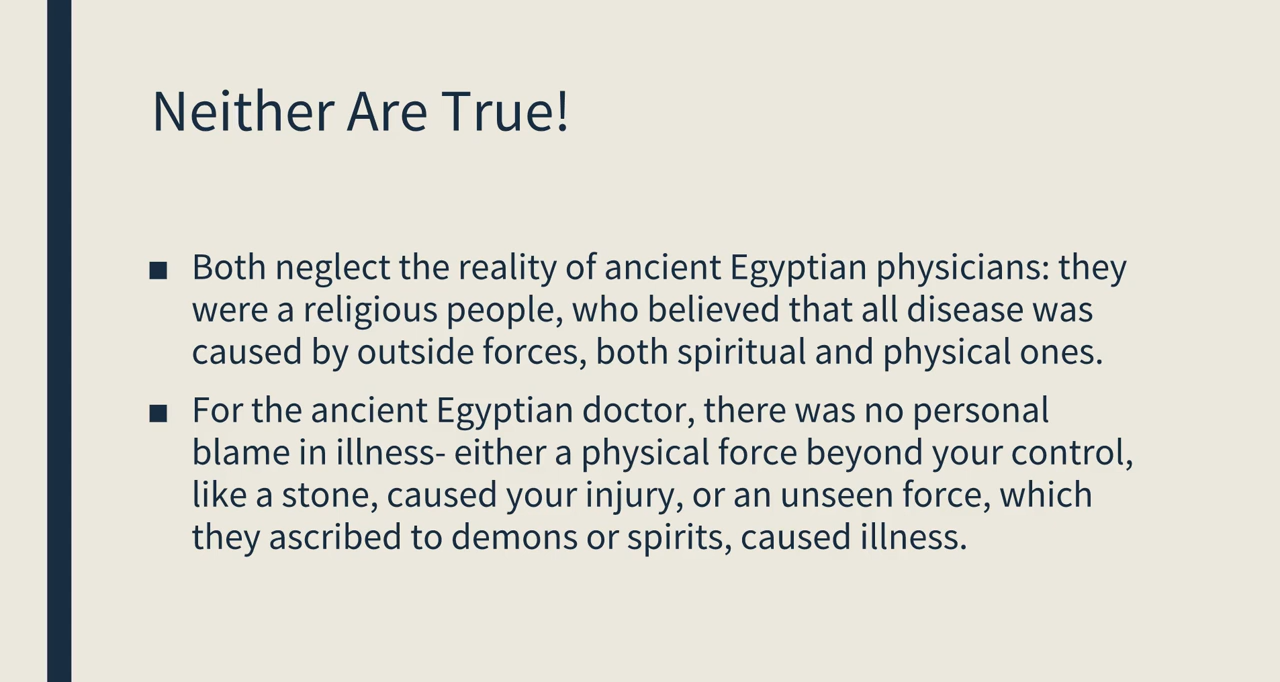 Neither Are True!
■ Both neglect the reality of ancient Egyptian physicians: they
were a religious people, who believed that all disease was
caused by outside forces, both spiritual and physical ones.
■ For the ancient Egyptian doctor, there was no personal
blame in illness- either a physical force beyond your control,
like a stone, caused your injury, or an unseen force, which
they ascribed to demons or spirits, caused illness.